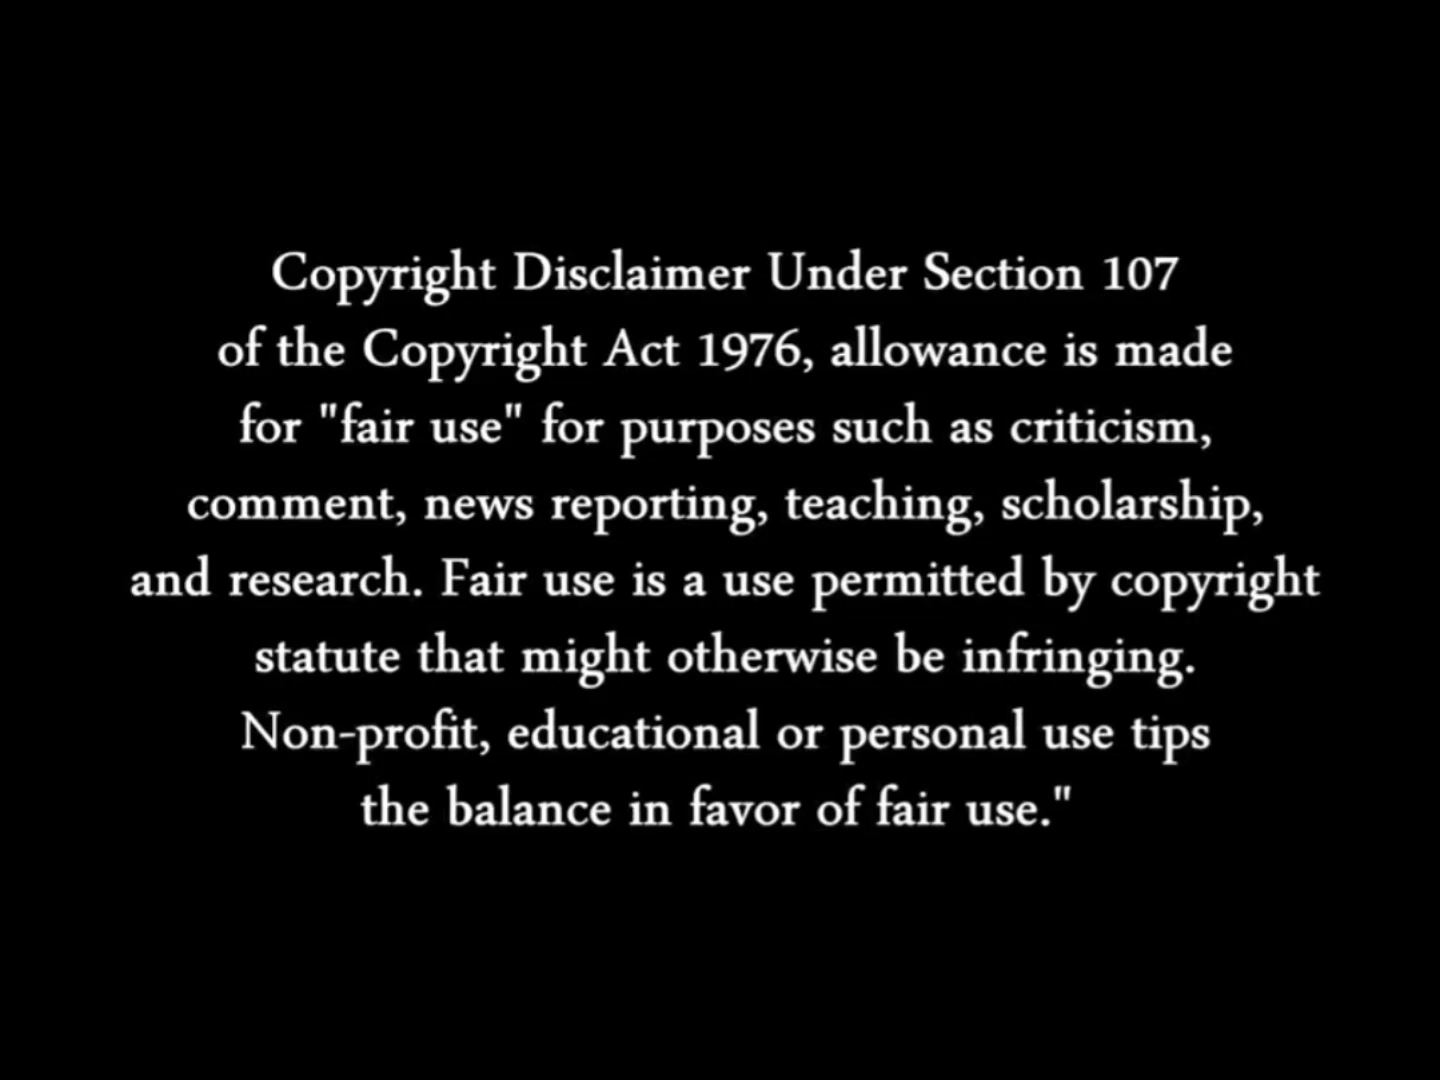 Copyright Disclaimer Under Section 107
of the Copyright Act 1976, allowance is made
for "fair use" for purposes such as criticism,
comment, news reporting, teaching, scholarship,
and research. Fair use is a use permitted by copyright
statute that might otherwise be infringing.
Non-profit, educational or personal use tips
the balance in favor of fair use."